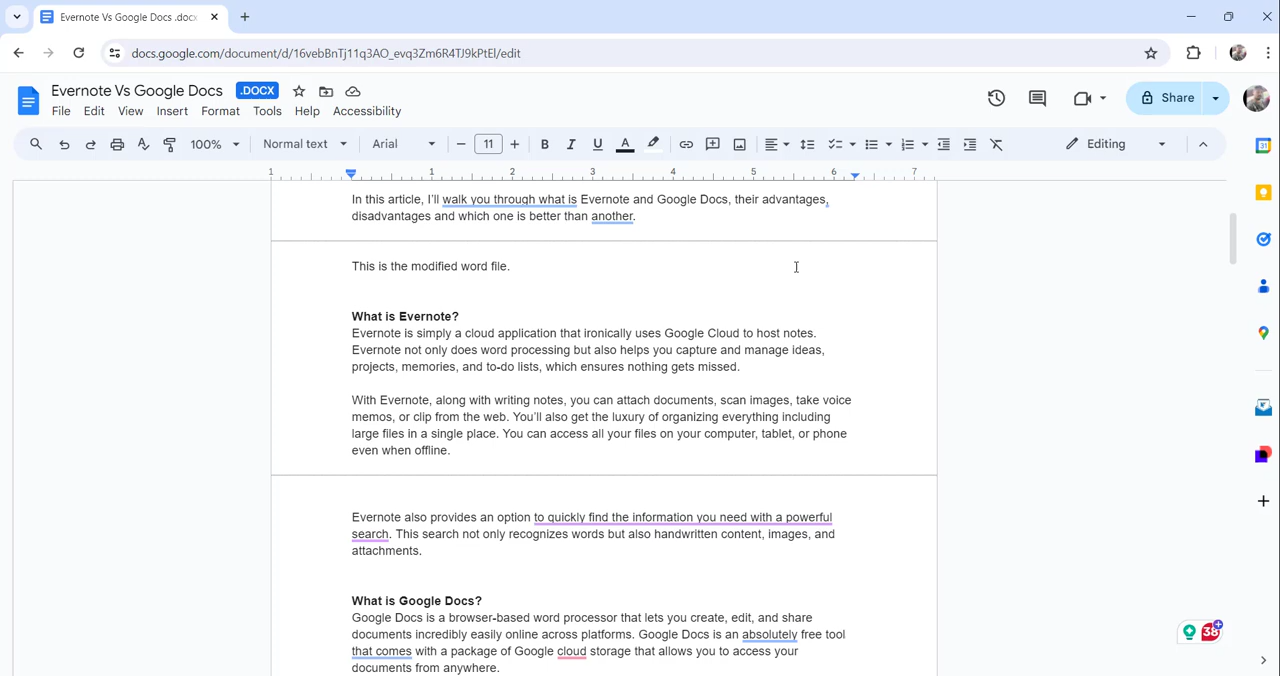 Evernote Vs Google Docs .docx
docs.google.com/document/d/16vebBnTj11q3AO_evq3Zm6R4TJ9kPtEl/edit
Evernote Vs Google Docs .DOCX
File Edit View Insert Format Tools Help Accessibility
Share
100% Normal text Arial 11 B I U A Editing
1 1 2 3 4 5 6 7
31
In this article, I’ll walk you through what is Evernote and Google Docs, their advantages,
disadvantages and which one is better than another.
This is the modified word file.
What is Evernote?
Evernote is simply a cloud application that ironically uses Google Cloud to host notes.
Evernote not only does word processing but also helps you capture and manage ideas,
projects, memories, and to-do lists, which ensures nothing gets missed.
With Evernote, along with writing notes, you can attach documents, scan images, take voice
memos, or clip from the web. You’ll also get the luxury of organizing everything including
large files in a single place. You can access all your files on your computer, tablet, or phone
even when offline.
Evernote also provides an option to quickly find the information you need with a powerful
search. This search not only recognizes words but also handwritten content, images, and
attachments.
What is Google Docs?
Google Docs is a browser-based word processor that lets you create, edit, and share
documents incredibly easily online across platforms. Google Docs is an absolutely free tool
that comes with a package of Google cloud storage that allows you to access your
documents from anywhere.
38